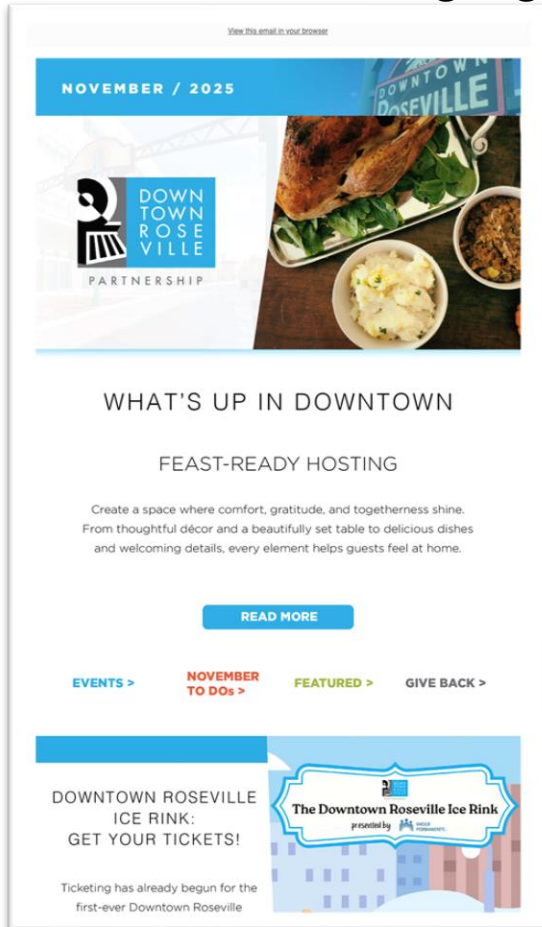 View this email in your browser
NOVEMBER / 2025
DOWNTOWN
ROSEVILLE
DOWN
TOWN
ROSE
VILLE
PARTNERSHIP
WHAT'S UP IN DOWNTOWN
FEAST-READY HOSTING
Create a space where comfort, gratitude, and togetherness shine.
From thoughtful décor and a beautifully set table to delicious dishes
and welcoming details, every element helps guests feel at home.
READ MORE
EVENTS >
NOVEMBER
TO DOs >
FEATURED >
GIVE BACK >
DOWNTOWN ROSEVILLE
ICE RINK:
GET YOUR TICKETS!
The Downtown Roseville Ice Rink
presented by
KAISER
PERMANENTE.
Ticketing has already begun for the
first-ever Downtown Roseville